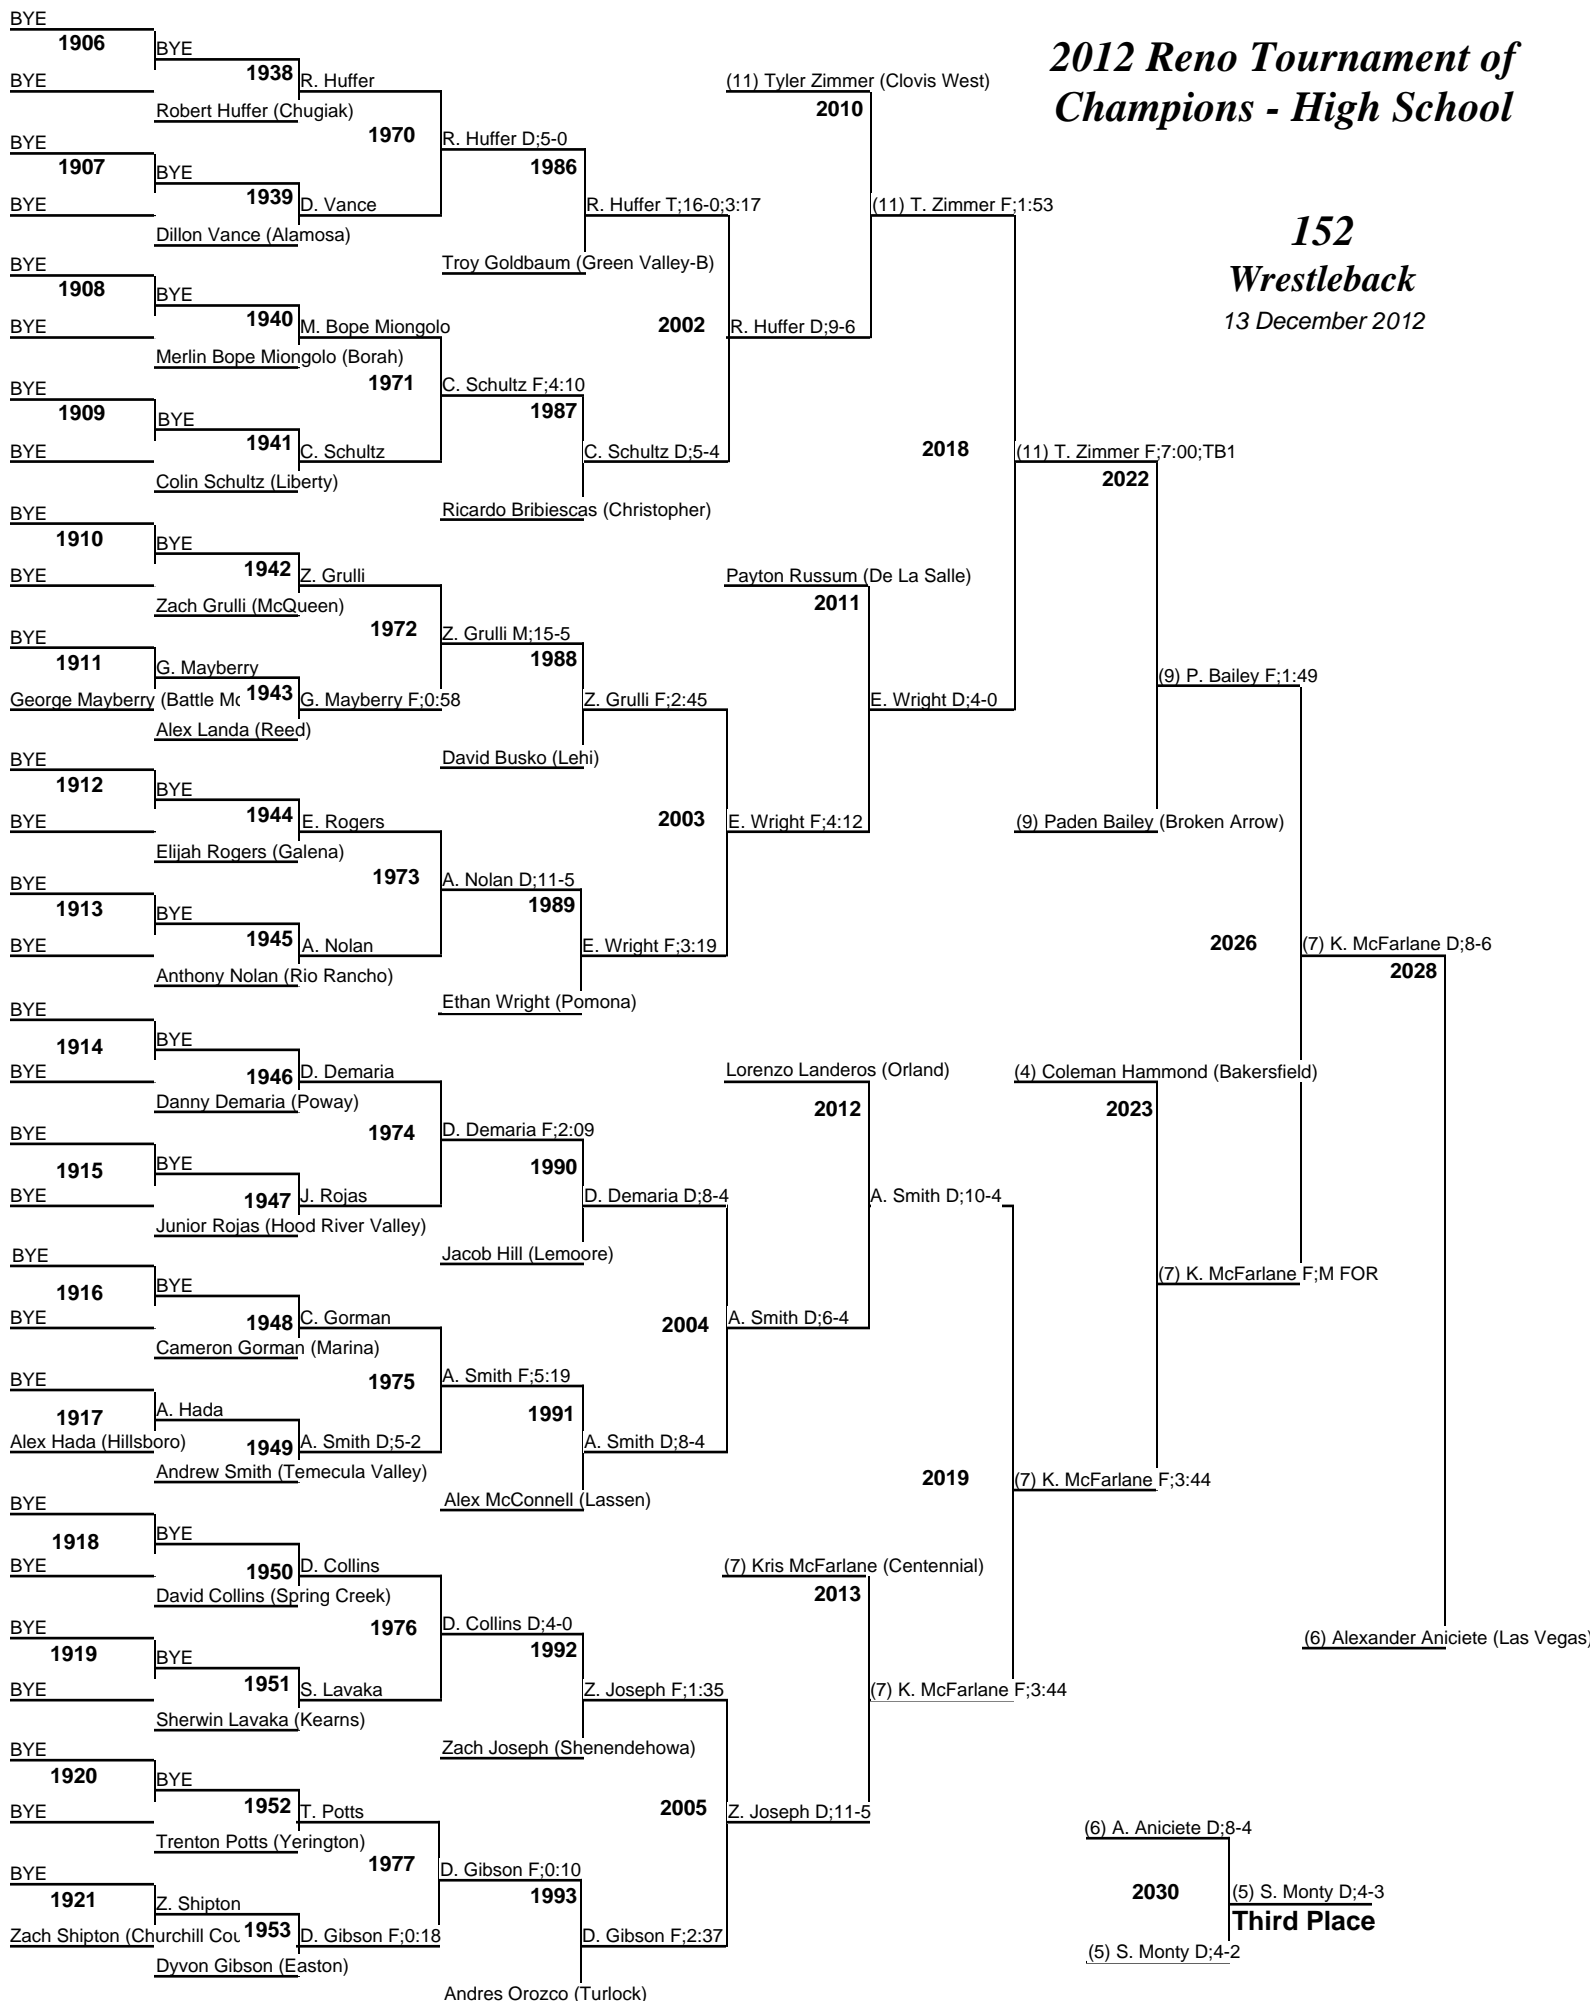 2012 Reno Tournament of
Champions - High School
152
Wrestleback
13 December 2012
BYE
1906
BYE
BYE
1938
R. Huffer
Robert Huffer (Chugiak)
1970
BYE
1907
BYE
BYE
1939
D. Vance
Dillon Vance (Alamosa)
R. Huffer D;5-0
1986
R. Huffer T;16-0;3:17
Troy Goldbaum (Green Valley-B)
BYE
1908
BYE
BYE
1940
M. Bope Miongolo
Merlin Bope Miongolo (Borah)
1971
BYE
1909
BYE
BYE
1941
C. Schultz
Colin Schultz (Liberty)
C. Schultz F;4:10
1987
C. Schultz D;5-4
Ricardo Bribiescas (Christopher)
2002
R. Huffer D;9-6
(11) Tyler Zimmer (Clovis West)
2010
(11) T. Zimmer F;1:53
BYE
1910
BYE
BYE
1942
Z. Grulli
Zach Grulli (McQueen)
1972
BYE
1911
G. Mayberry
George Mayberry (Battle Mo
1943
G. Mayberry F;0:58
Alex Landa (Reed)
Z. Grulli M;15-5
1988
Z. Grulli F;2:45
David Busko (Lehi)
BYE
1912
BYE
BYE
1944
E. Rogers
Elijah Rogers (Galena)
1973
BYE
1913
BYE
BYE
1945
A. Nolan
Anthony Nolan (Rio Rancho)
A. Nolan D;11-5
1989
E. Wright F;3:19
Ethan Wright (Pomona)
2003
E. Wright F;4:12
Payton Russum (De La Salle)
2011
E. Wright D;4-0
2018
(11) T. Zimmer F;7:00;TB1
2022
(9) P. Bailey F;1:49
(9) Paden Bailey (Broken Arrow)
BYE
1914
BYE
BYE
1946
D. Demaria
Danny Demaria (Poway)
1974
BYE
1915
BYE
BYE
1947
J. Rojas
Junior Rojas (Hood River Valley)
D. Demaria F;2:09
1990
D. Demaria D;8-4
Jacob Hill (Lemoore)
BYE
1916
BYE
BYE
1948
C. Gorman
Cameron Gorman (Marina)
1975
BYE
1917
A. Hada
Alex Hada (Hillsboro)
1949
A. Smith D;5-2
Andrew Smith (Temecula Valley)
A. Smith F;5:19
1991
A. Smith D;8-4
Alex McConnell (Lassen)
2004
A. Smith D;6-4
Lorenzo Landeros (Orland)
2012
A. Smith D;10-4
BYE
1918
BYE
BYE
1950
D. Collins
David Collins (Spring Creek)
1976
BYE
1919
BYE
BYE
1951
S. Lavaka
Sherwin Lavaka (Kearns)
D. Collins D;4-0
1992
Z. Joseph F;1:35
Zach Joseph (Shenendehowa)
BYE
1920
BYE
BYE
1952
T. Potts
Trenton Potts (Yerington)
1977
BYE
1921
Z. Shipton
Zach Shipton (Churchill Cou
1953
D. Gibson F;0:18
Dyvon Gibson (Easton)
D. Gibson F;0:10
1993
D. Gibson F;2:37
Andres Orozco (Turlock)
2005
Z. Joseph D;11-5
(7) Kris McFarlane (Centennial)
2013
(7) K. McFarlane F;3:44
2019
(7) K. McFarlane F;3:44
(4) Coleman Hammond (Bakersfield)
2023
(7) K. McFarlane F;M FOR
2026
(7) K. McFarlane D;8-6
2028
(6) Alexander Aniciete (Las Vegas)
(6) A. Aniciete D;8-4
2030
(5) S. Monty D;4-3
Third Place
(5) S. Monty D;4-2